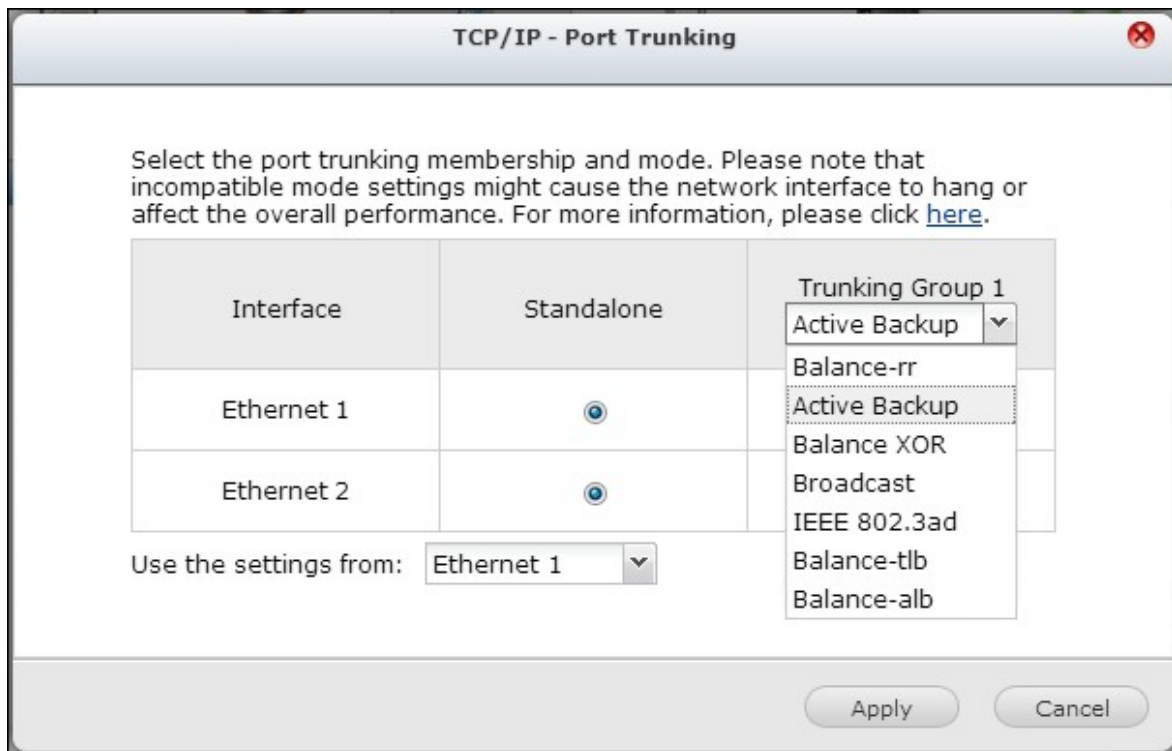 TCP/IP - Port Trunking
Select the port trunking membership and mode. Please note that
incompatible mode settings might cause the network interface to hang or
affect the overall performance. For more information, please click here.
Interface
Standalone
Trunking Group 1
Active Backup
Balance-rr
Active Backup
Balance XOR
Broadcast
IEEE 802.3ad
Balance-tlb
Balance-alb
Ethernet 1
Ethernet 2
Use the settings from: Ethernet 1
Apply
Cancel